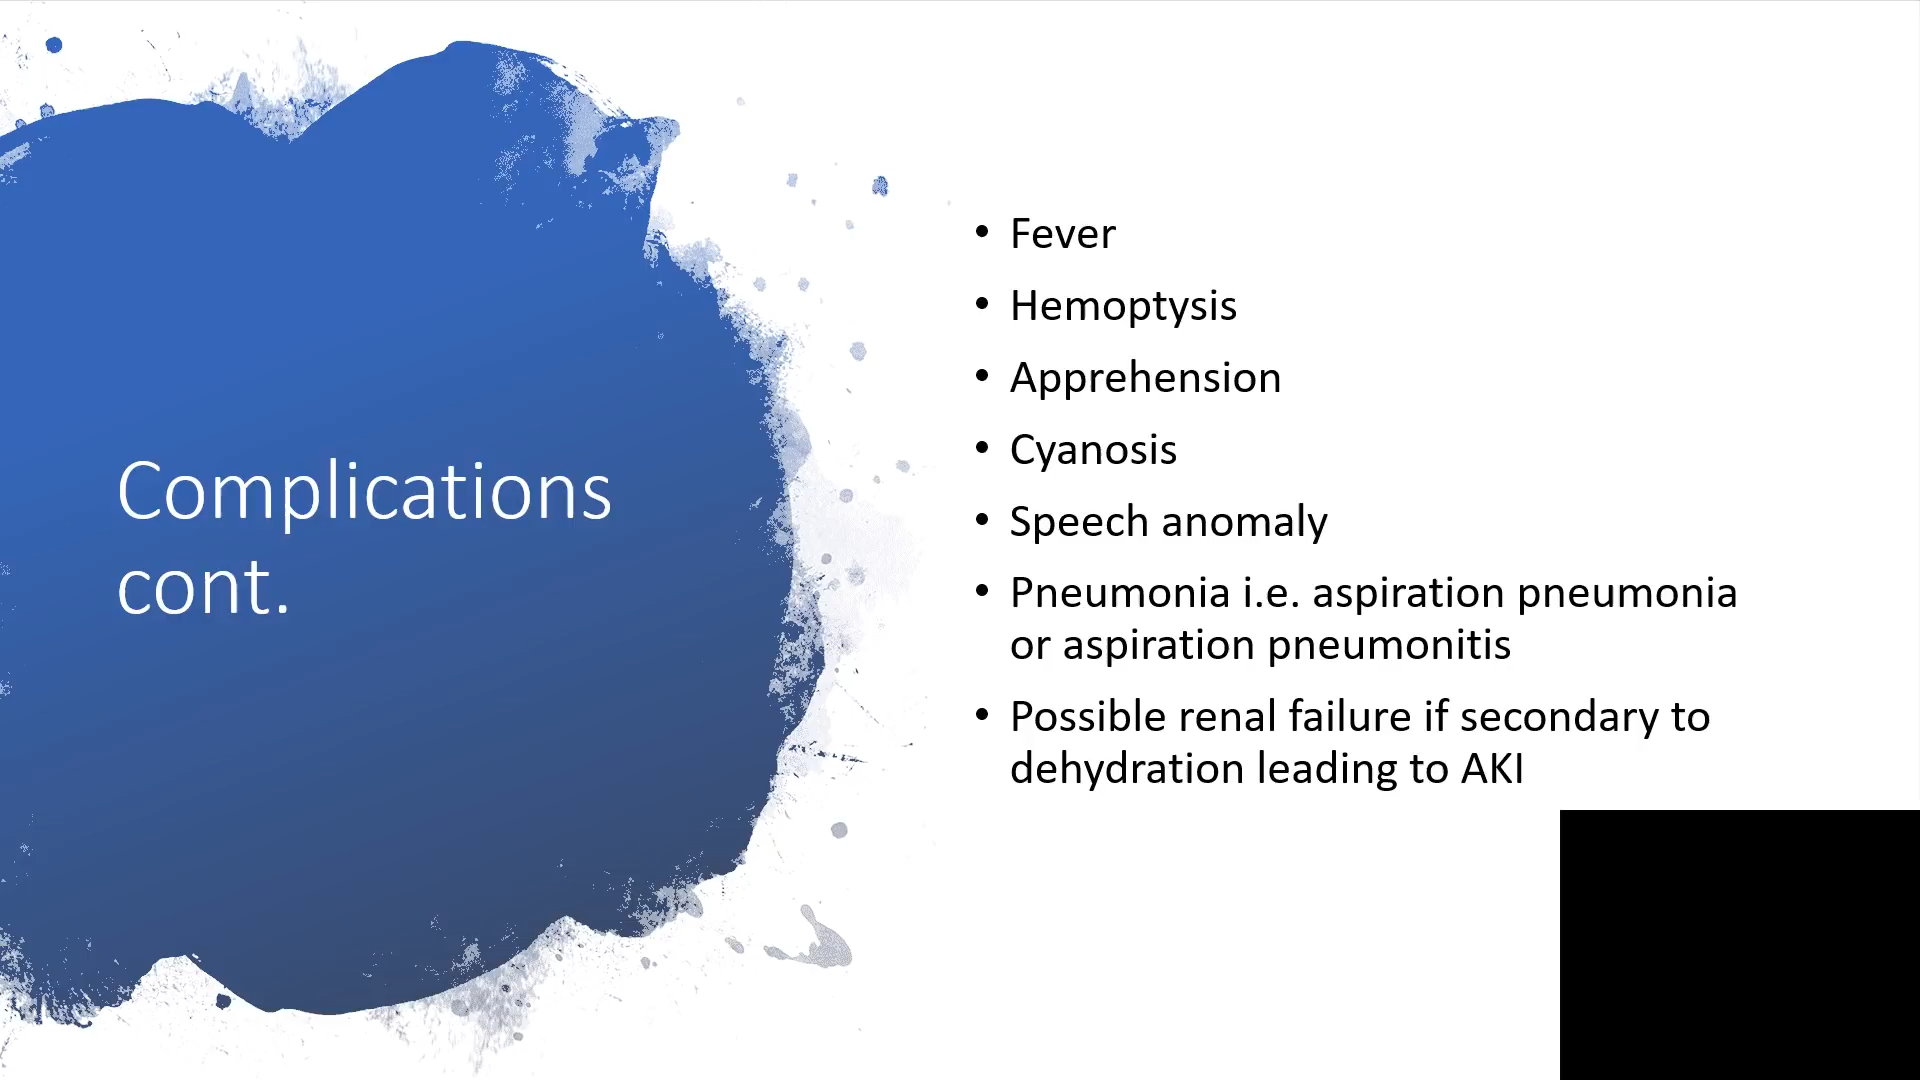 Complications
cont.
• Fever
• Hemoptysis
• Apprehension
• Cyanosis
• Speech anomaly
• Pneumonia i.e. aspiration pneumonia
or aspiration pneumonitis
• Possible renal failure if secondary to
dehydration leading to AKI